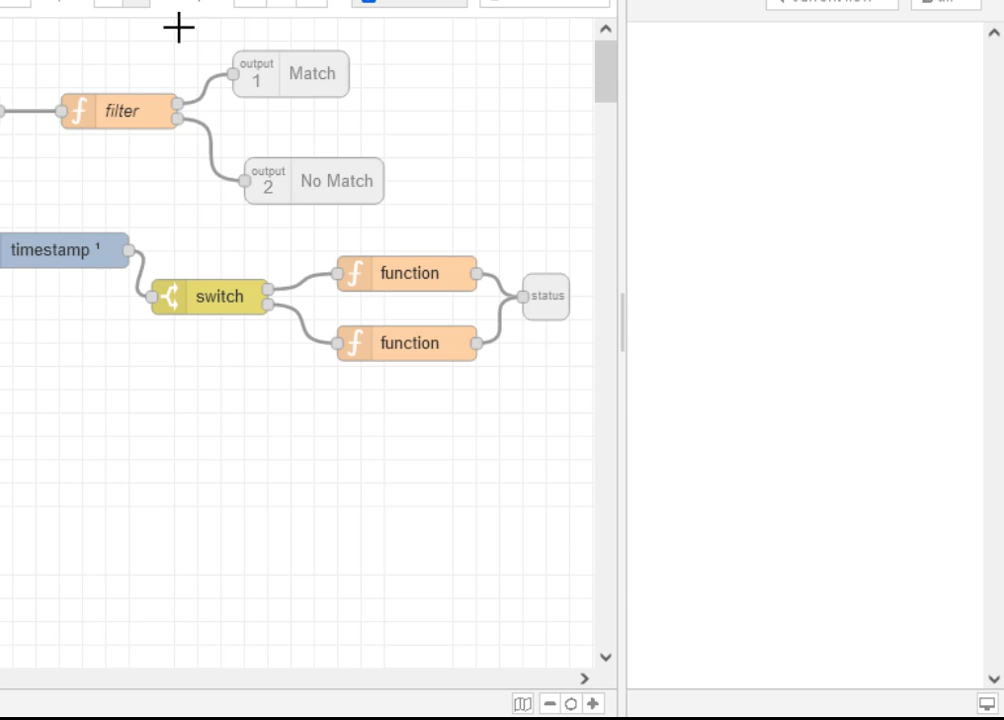 output
1
Match
filter
output
2
No Match
timestamp ¹
function
switch
status
function